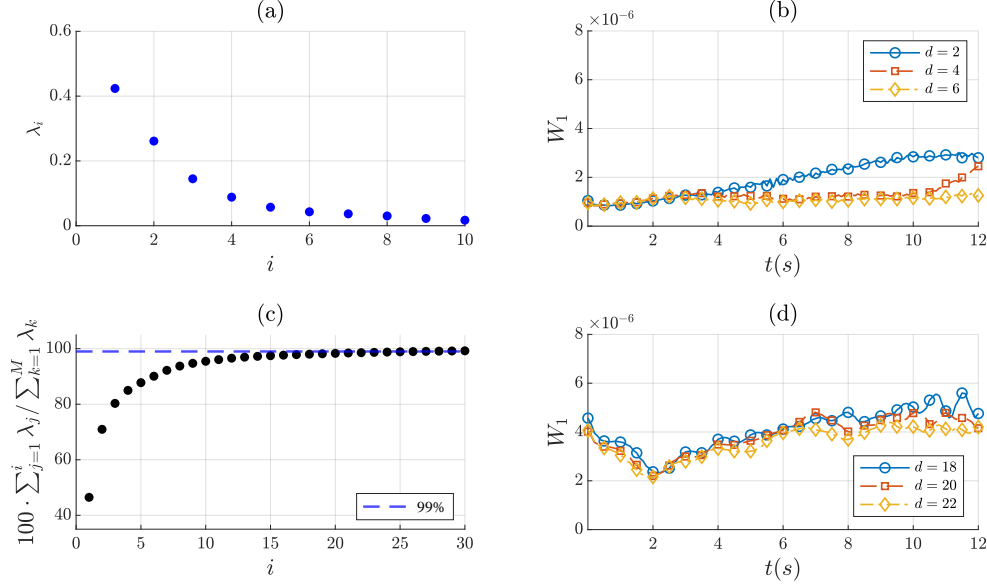 (a)
0.6
0.4
0.2
0
0 2 4 6 8 10
λ_i
i
(b)
×10^{-6}
8
6
4
2
0
2 4 6 8 10 12
W_1
t(s)
d = 2
d = 4
d = 6
(c)
100
80
60
40
0 5 10 15 20 25 30
100 · ∑_{j=1}^{i} λ_j / ∑_{k=1}^{M} λ_k
i
99%
(d)
×10^{-6}
8
6
4
2
0
2 4 6 8 10 12
W_1
t(s)
d = 18
d = 20
d = 22